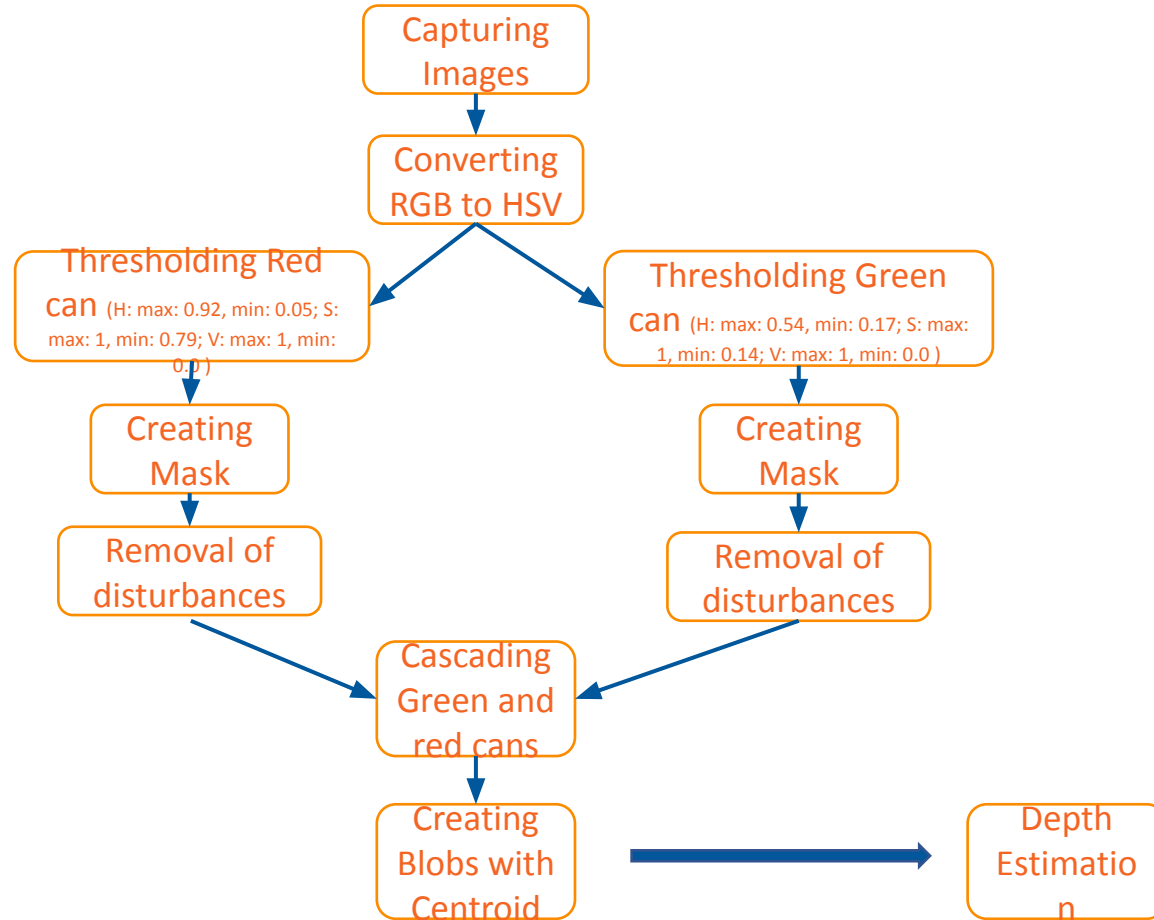 Capturing
Images
Converting
RGB to HSV
Thresholding Red
can (H: max: 0.92, min: 0.05; S:
max: 1, min: 0.79; V: max: 1, min:
0.0 )
Thresholding Green
can (H: max: 0.54, min: 0.17; S: max:
1, min: 0.14; V: max: 1, min: 0.0 )
Creating
Mask
Creating
Mask
Removal of
disturbances
Removal of
disturbances
Cascading
Green and
red cans
Creating
Blobs with
Centroid
Depth
Estimatio
n